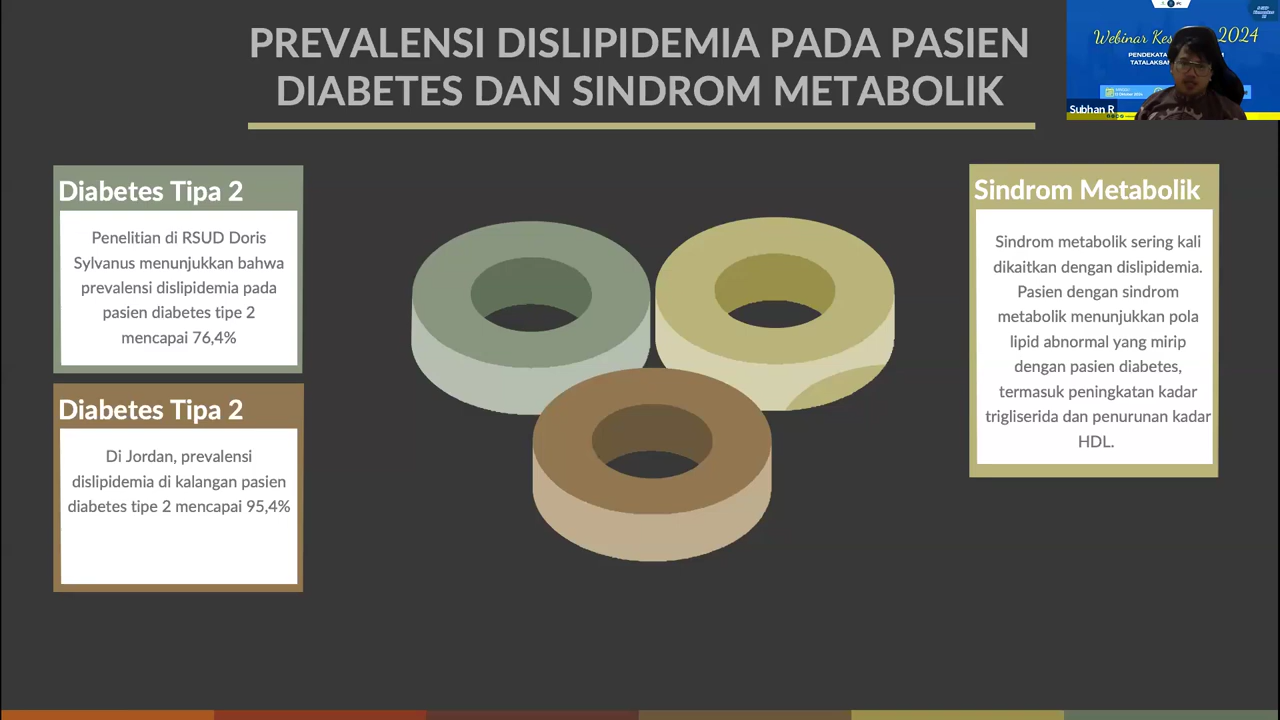 PREVALENSI DISLIPIDEMIA PADA PASIEN
DIABETES DAN SINDROM METABOLIK
Diabetes Tipa 2
Penelitian di RSUD Doris
Sylvanus menunjukkan bahwa
prevalensi dislipidemia pada
pasien diabetes tipe 2
mencapai 76,4%
Diabetes Tipa 2
Di Jordan, prevalensi
dislipidemia di kalangan pasien
diabetes tipe 2 mencapai 95,4%
Sindrom Metabolik
Sindrom metabolik sering kali
dikaitkan dengan dislipidemia.
Pasien dengan sindrom
metabolik menunjukkan pola
lipid abnormal yang mirip
dengan pasien diabetes,
termasuk peningkatan kadar
trigliserida dan penurunan kadar
HDL.
Webinar 2024
Subhan R